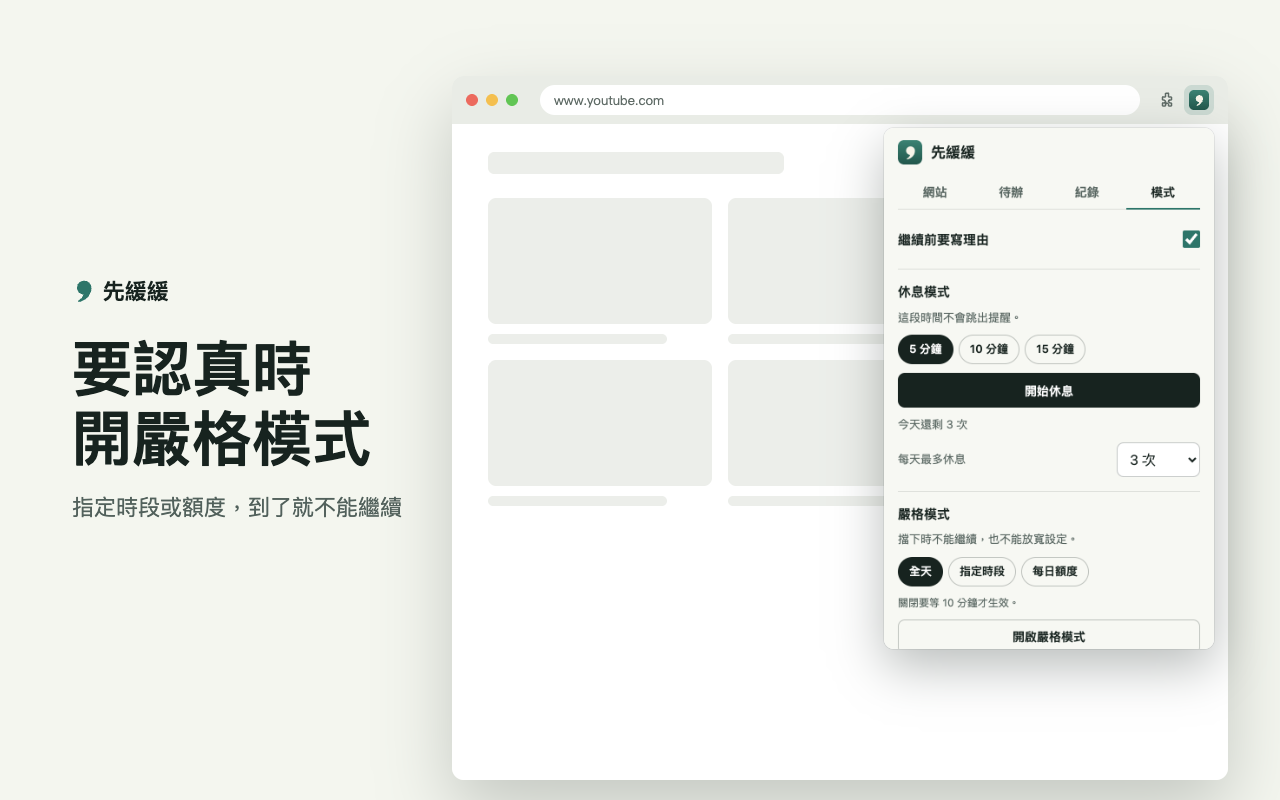 先緩緩
要認真時
開嚴格模式
指定時段或額度，到了就不能繼續
www.youtube.com
先緩緩
網站 待辦 紀錄 模式
繼續前要寫理由
休息模式
這段時間不會跳出提醒。
5 分鐘 10 分鐘 15 分鐘
開始休息
今天還剩 3 次
每天最多休息 3 次
嚴格模式
擋下時不能繼續，也不能放寬設定。
全天 指定時段 每日額度
關閉要等 10 分鐘才生效。
開啟嚴格模式